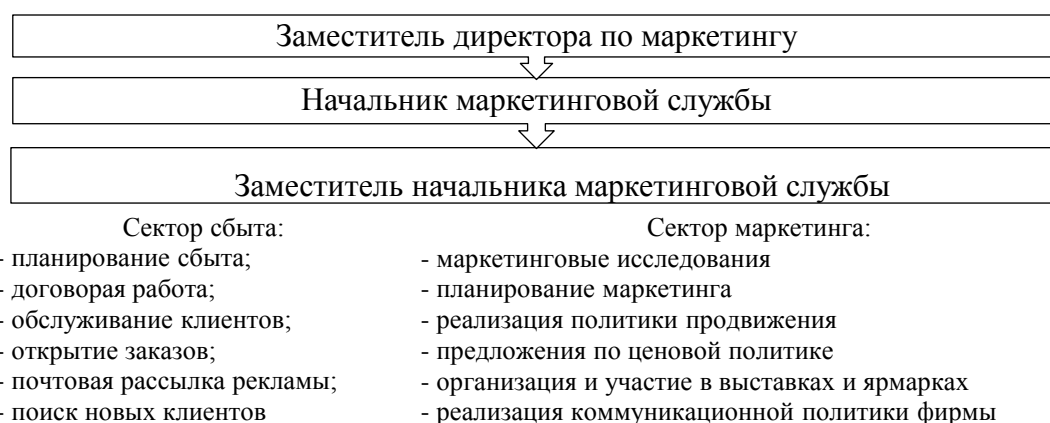 Заместитель директора по маркетингу
Начальник маркетинговой службы
Заместитель начальника маркетинговой службы
Сектор сбыта:
- планирование сбыта;
- договорая работа;
- обслуживание клиентов;
- открытие заказов;
- почтовая рассылка рекламы;
- поиск новых клиентов
Сектор маркетинга:
- маркетинговые исследования
- планирование маркетинга
- реализация политики продвижения
- предложения по ценовой политике
- организация и участие в выставках и ярмарках
- реализация коммуникационной политики фирмы